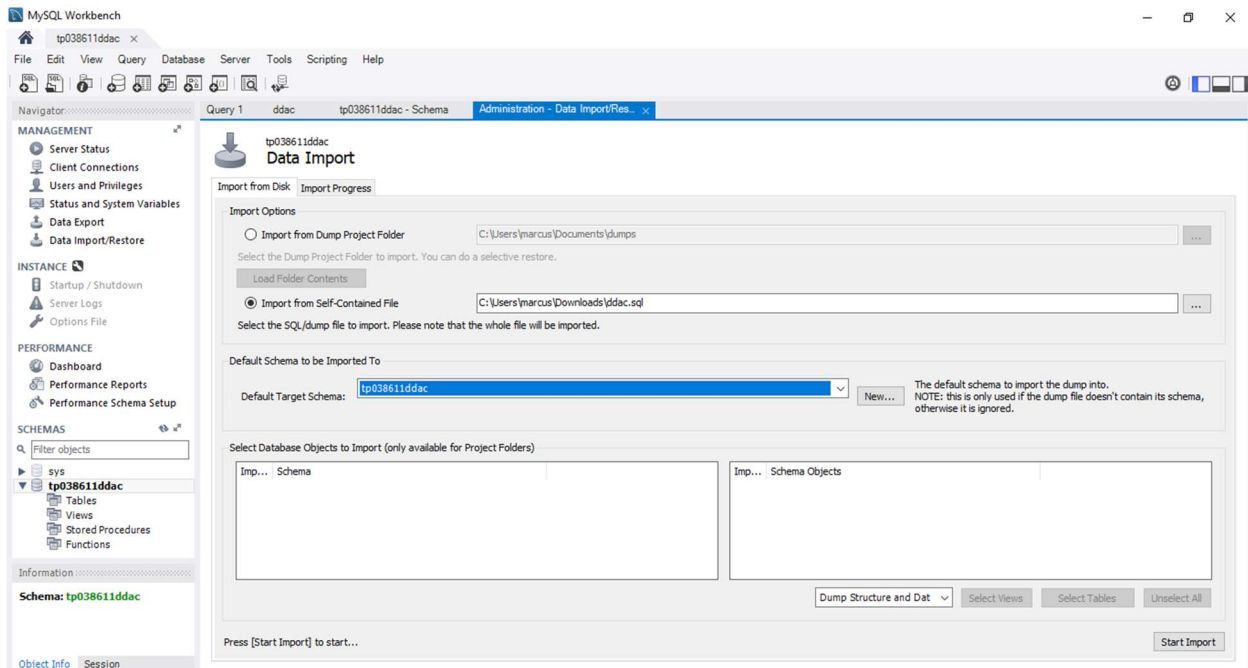 MySQL Workbench
tp038611ddac ×
File Edit View Query Database Server Tools Scripting Help
Navigator
MANAGEMENT
Server Status
Client Connections
Users and Privileges
Status and System Variables
Data Export
Data Import/Restore
INSTANCE
Startup / Shutdown
Server Logs
Options File
PERFORMANCE
Dashboard
Performance Reports
Performance Schema Setup
SCHEMAS
Filter objects
sys
tp038611ddac
Tables
Views
Stored Procedures
Functions
Information
Schema: tp038611ddac
Object Info Session
Query 1 ddac tp038611ddac - Schema Administration - Data Import/Res... ×
tp038611ddac
Data Import
Import from Disk Import Progress
Import Options
Import from Dump Project Folder C:\Users\marcus\Documents\dumps ...
Select the Dump Project Folder to import. You can do a selective restore.
Load Folder Contents
Import from Self-Contained File C:\Users\marcus\Downloads\ddac.sql ...
Select the SQL/dump file to import. Please note that the whole file will be imported.
Default Schema to be Imported To
Default Target Schema: tp038611ddac New...
The default schema to import the dump into.
NOTE: this is only used if the dump file doesn't contain its schema,
otherwise it is ignored.
Select Database Objects to Import (only available for Project Folders)
Imp... Schema Imp... Schema Objects
Dump Structure and Dat Select Views Select Tables Unselect All
Press [Start Import] to start... Start Import